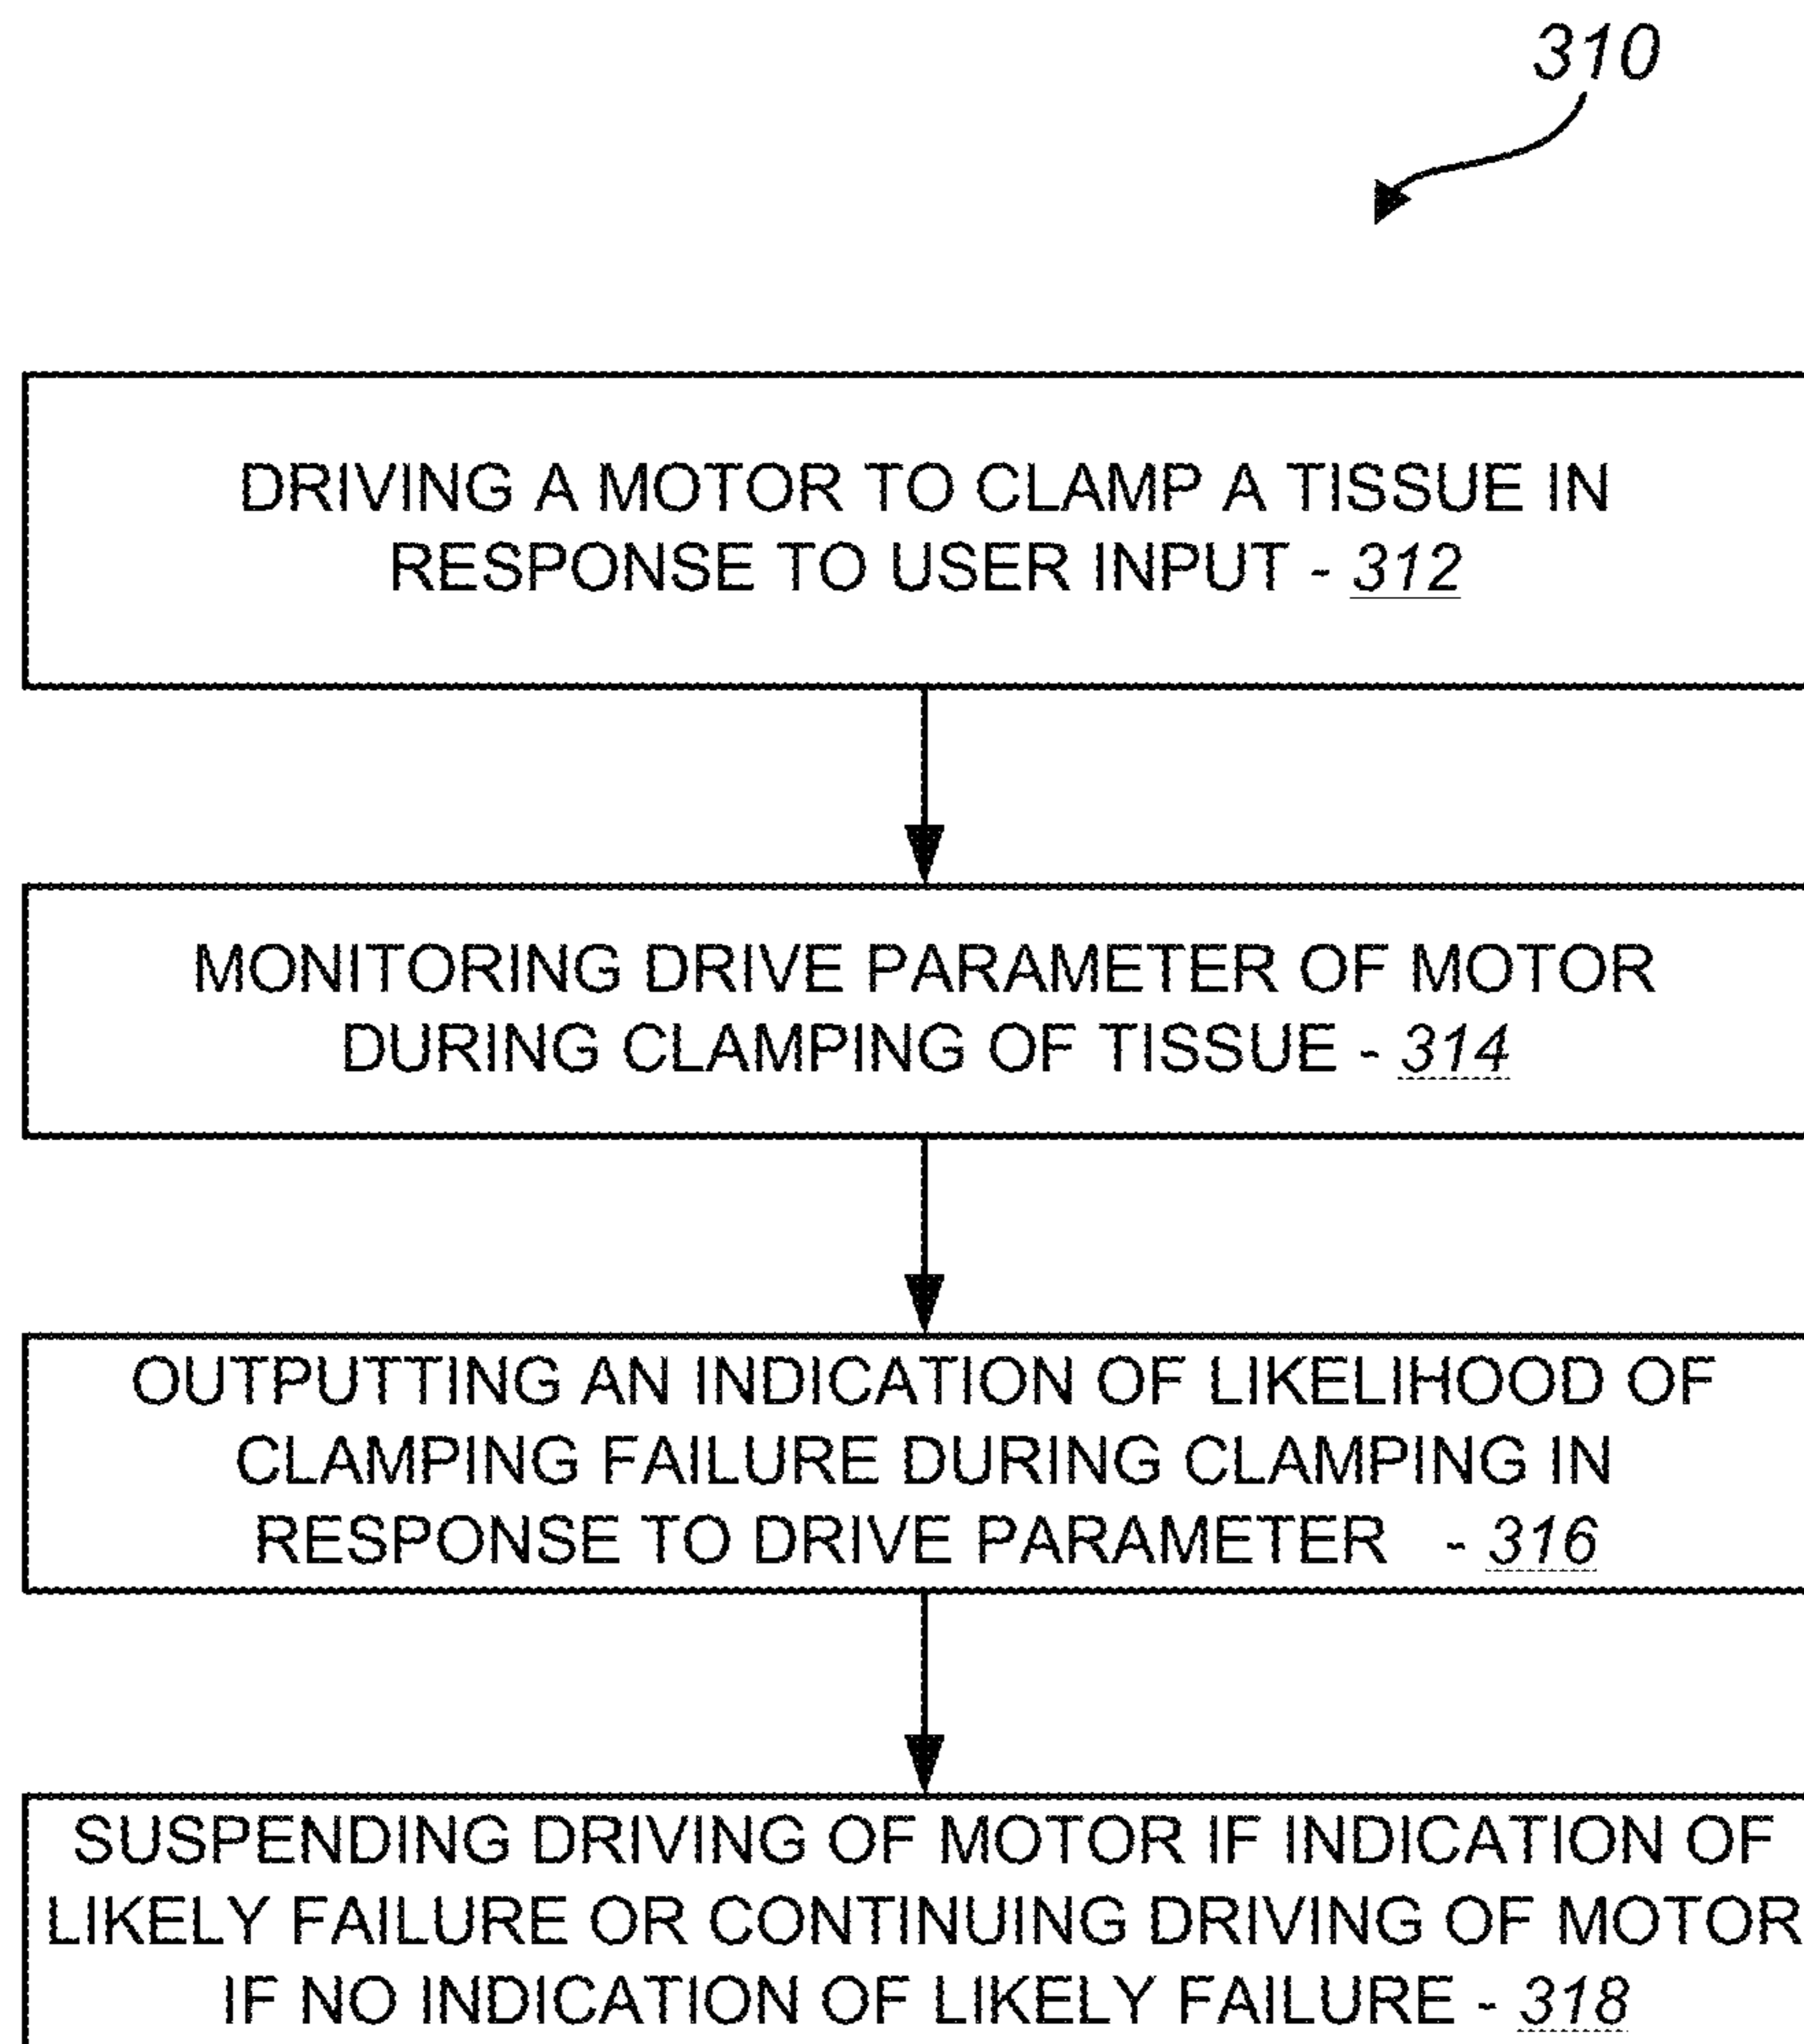 310
DRIVING A MOTOR TO CLAMP A TISSUE IN
RESPONSE TO USER INPUT - 312
MONITORING DRIVE PARAMETER OF MOTOR
DURING CLAMPING OF TISSUE - 314
OUTPUTTING AN INDICATION OF LIKELIHOOD OF
CLAMPING FAILURE DURING CLAMPING IN
RESPONSE TO DRIVE PARAMETER - 316
SUSPENDING DRIVING OF MOTOR IF INDICATION OF
LIKELY FAILURE OR CONTINUING DRIVING OF MOTOR
IF NO INDICATION OF LIKELY FAILURE - 318